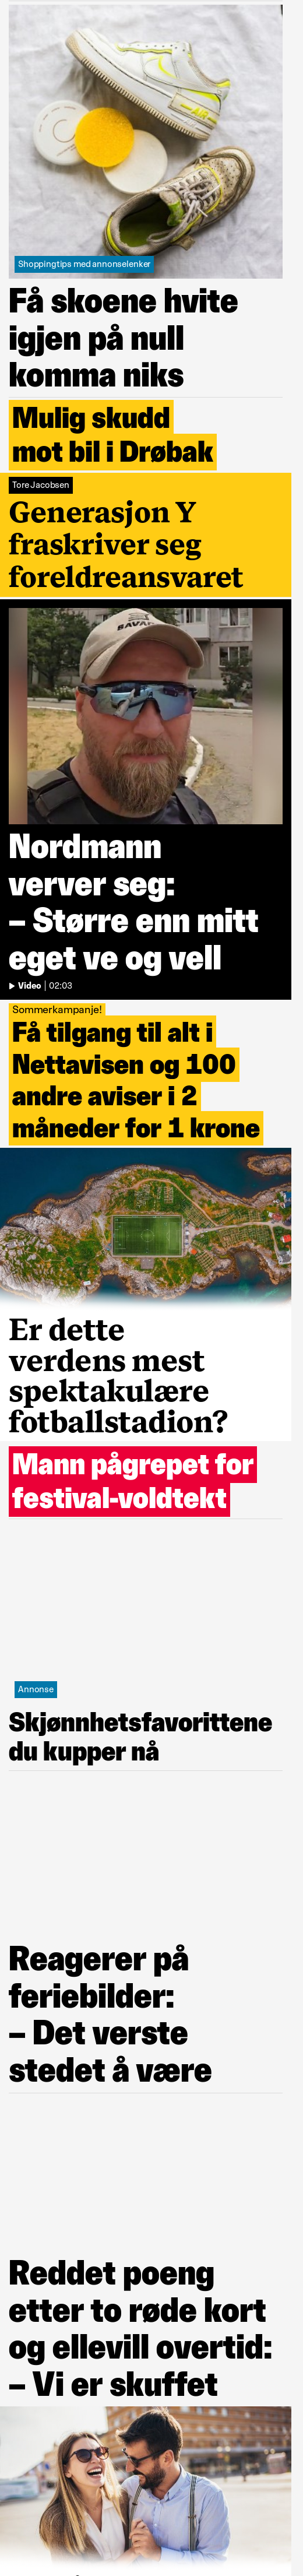 AIR
Shoppingtips med annonselenker
Få skoene hvite
igjen på null
komma niks
Mulig skudd
mot bil i Drøbak
Tore Jacobsen
Generasjon Y
fraskriver seg
foreldreansvaret
SAVAG
Nordmann
verver seg:
– Større enn mitt
eget ve og vell
Video | 02:03
Sommerkampanje!
Få tilgang til alt i
Nettavisen og 100
andre aviser i 2
måneder for 1 krone
Er dette
verdens mest
spektakulære
fotballstadion?
Mann pågrepet for
festival-voldtekt
Annonse
Skjønnhetsfavorittene
du kupper nå
Reagerer på
feriebilder:
– Det verste
stedet å være
Reddet poeng
etter to røde kort
og ellevill overtid:
– Vi er skuffet